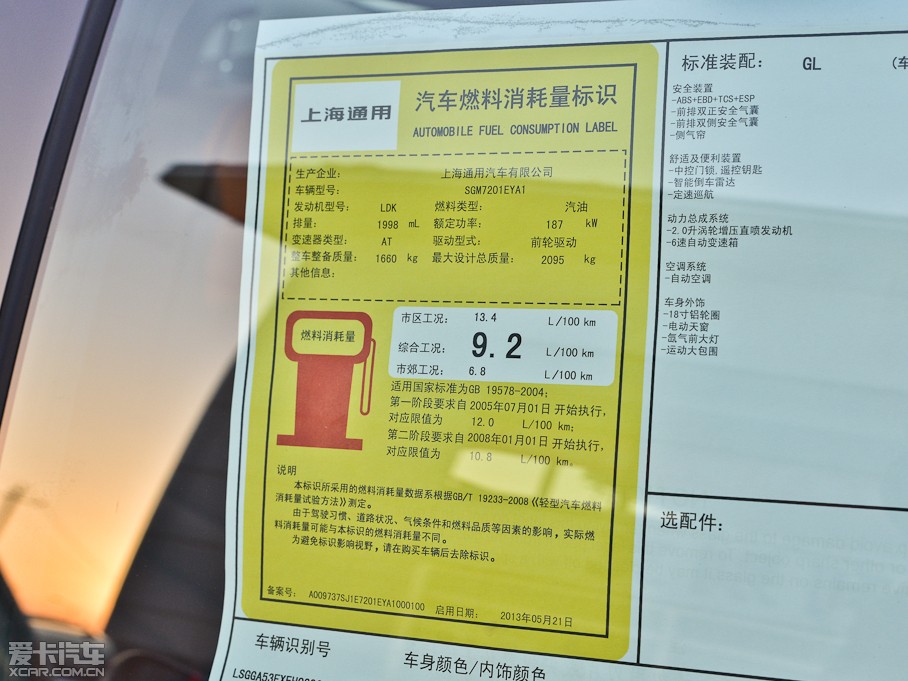 上海通用
汽车燃料消耗量标识
AUTOMOBILE FUEL CONSUMPTION LABEL
生产企业: 上海通用汽车有限公司
车辆型号: SGM7201EYA1
发动机型号: LDK 燃料类型: 汽油
排量: 1998 mL 额定功率: 187 kW
变速器类型: AT 驱动型式: 前轮驱动
整车整备质量: 1660 kg 最大设计总质量: 2095 kg
其他信息:
燃料消耗量
市区工况: 13.4 L/100 km
综合工况: 9.2 L/100 km
市郊工况: 6.8 L/100 km
适用国家标准为GB 19578-2004;
第一阶段要求自 2005年07月01日 开始执行,
对应限值为 12.0 L/100 km;
第二阶段要求自 2008年01月01日 开始执行,
对应限值为 10.8 L/100 km。
说明
本标识所采用的燃料消耗量数据系根据GB/T 19233-2008《轻型汽车燃料
消耗量试验方法》测定。
由于驾驶习惯、道路状况、气候条件和燃料品质等因素的影响,实际燃
料消耗量可能与本标识的燃料消耗量不同。
为避免标识影响视野,请在购买车辆后去除标识。
备案号: A009737SJ1E7201EYA1000100 启用日期: 2013年05月21日
标准装配: GL (车
安全装置
-ABS+EBD+TCS+ESP
-前排双正安全气囊
-前排双侧安全气囊
-侧气帘
舒适及便利装置
-中控门锁,遥控钥匙
-智能倒车雷达
-定速巡航
动力总成系统
-2.0升涡轮增压直喷发动机
-6速自动变速箱
空调系统
-自动空调
车身外饰
-18寸铝轮圈
-电动天窗
-氙气前大灯
-运动大包围
选配件:
车辆识别号
车身颜色/内饰颜色
爱卡汽车
XCAR.COM.CN